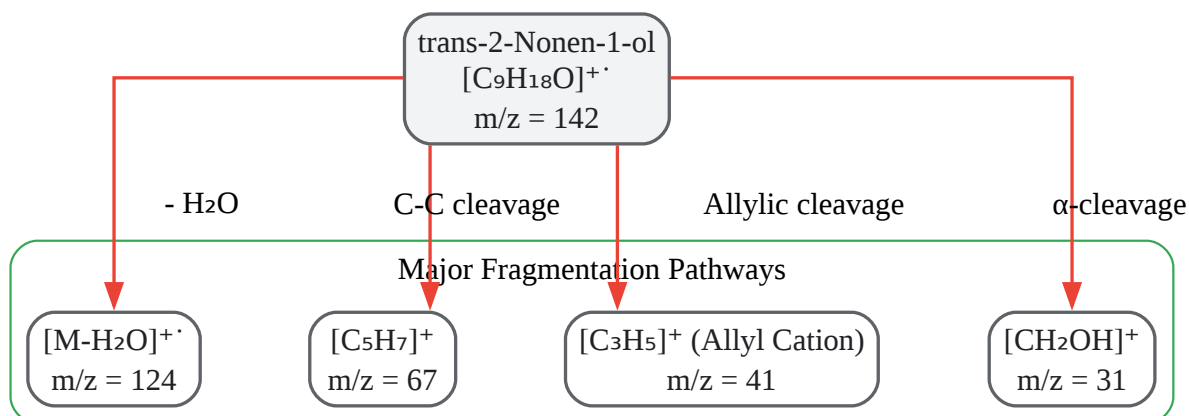 trans-2-Nonen-1-ol
[C₉H₁₈O]⁺˙
m/z = 142
- H₂O
C-C cleavage
Allylic cleavage
α-cleavage
Major Fragmentation Pathways
[M-H₂O]⁺˙
m/z = 124
[C₅H₇]⁺
m/z = 67
[C₃H₅]⁺ (Allyl Cation)
m/z = 41
[CH₂OH]⁺
m/z = 31